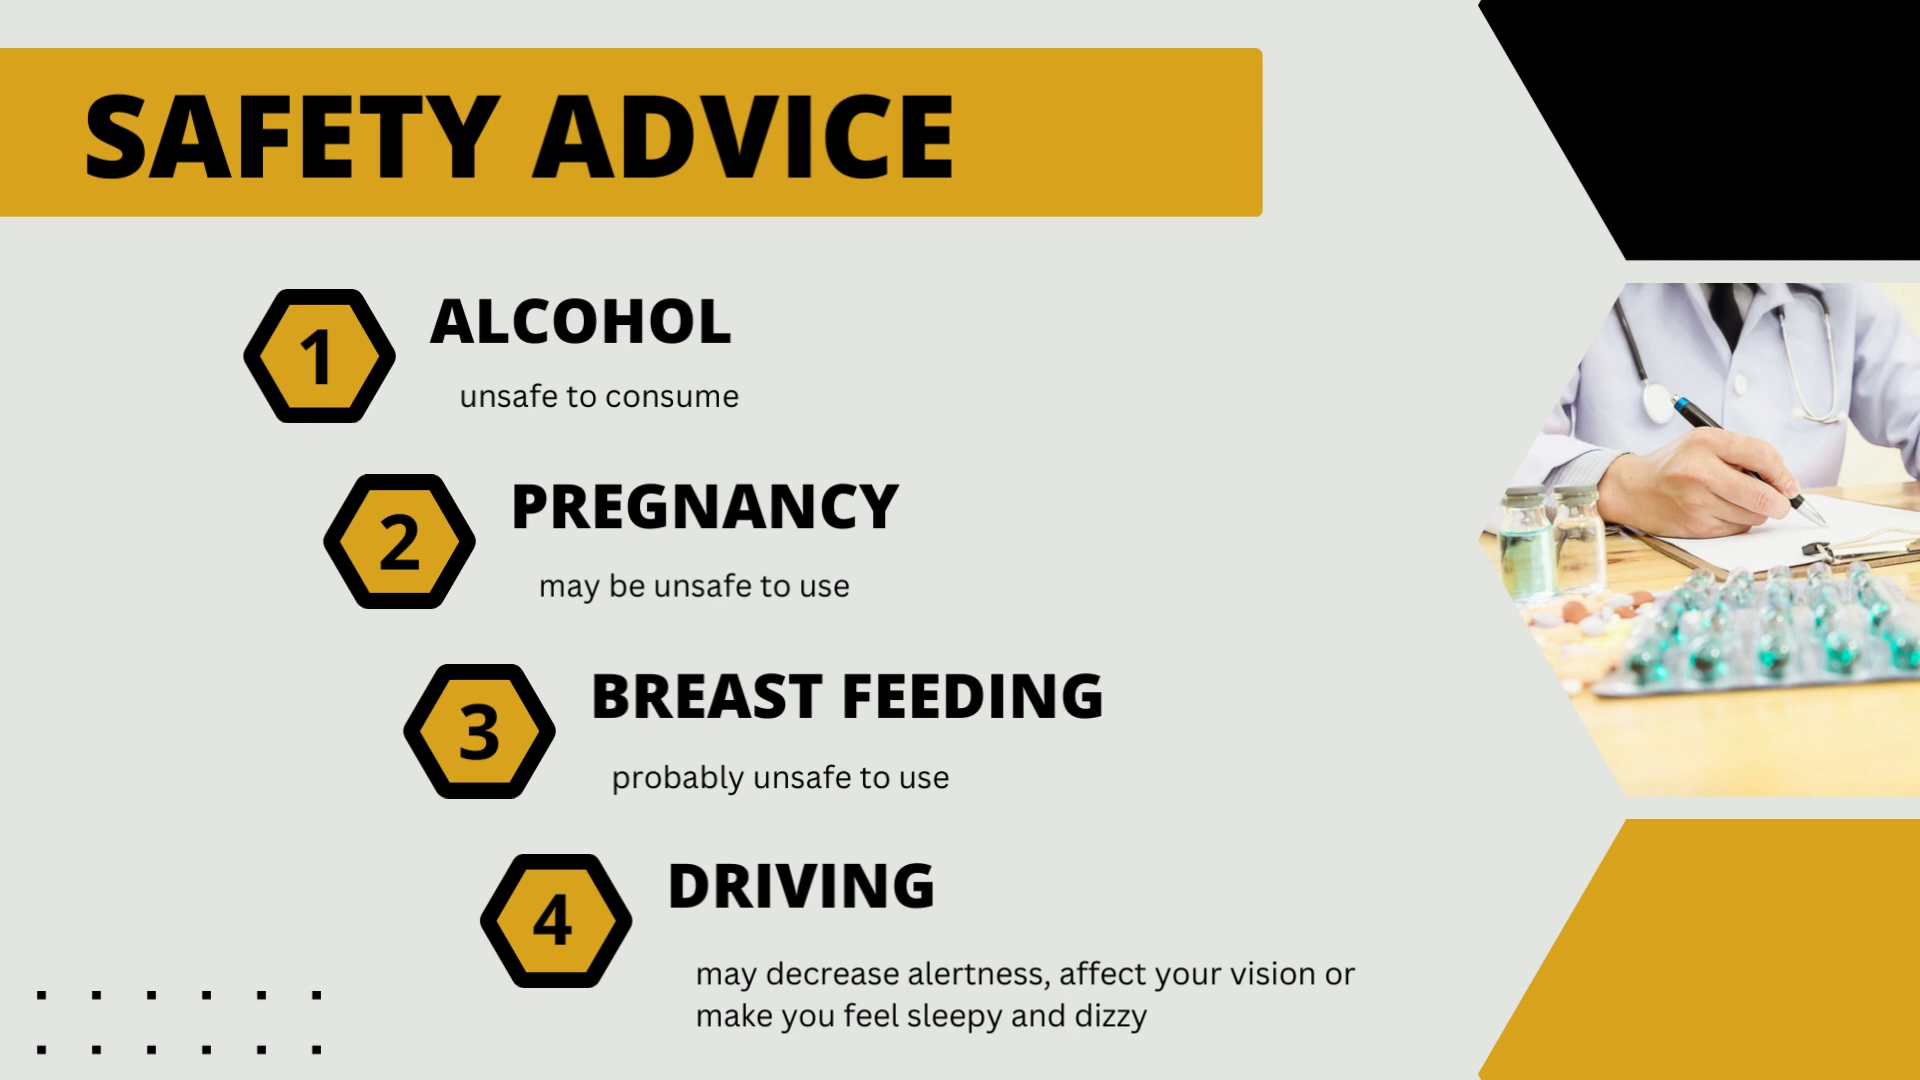 SAFETY ADVICE
1
ALCOHOL
unsafe to consume
2
PREGNANCY
may be unsafe to use
3
BREAST FEEDING
probably unsafe to use
4
DRIVING
may decrease alertness, affect your vision or
make you feel sleepy and dizzy